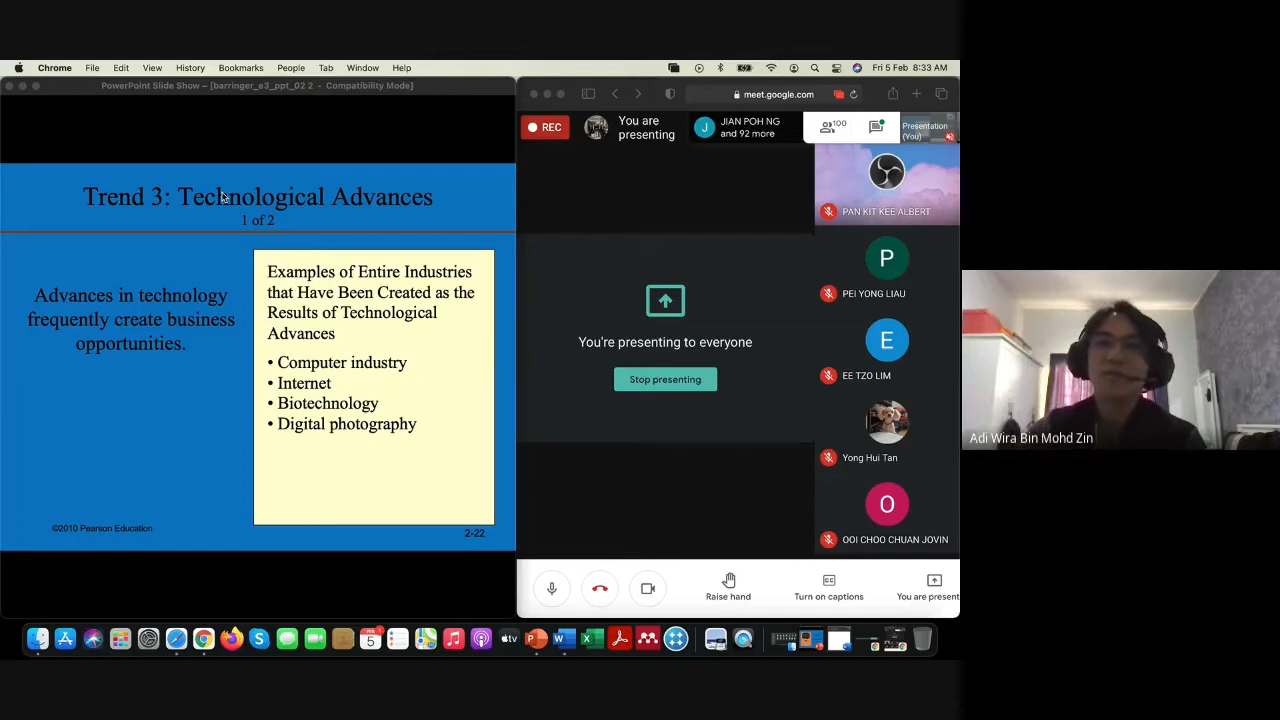 Chrome File Edit View History Bookmarks People Tab Window Help
Fri 5 Feb 8:33 AM
PowerPoint Slide Show – [barringer_e3_ppt_02 2 - Compatibility Mode]
meet.google.com
Trend 3: Technological Advances
1 of 2
Advances in technology
frequently create business
opportunities.
Examples of Entire Industries
that Have Been Created as the
Results of Technological
Advances
• Computer industry
• Internet
• Biotechnology
• Digital photography
©2010 Pearson Education
2-22
REC
You are
presenting
J
JIAN POH NG
and 92 more
100
Presentation
(You)
You're presenting to everyone
Stop presenting
PAN KIT KEE ALBERT
P
PEI YONG LIAU
E
EE TZO LIM
Yong Hui Tan
O
OOI CHOO CHUAN JOVIN
Raise hand
CC
Turn on captions
You are present
Adi Wira Bin Mohd Zin
5
tv